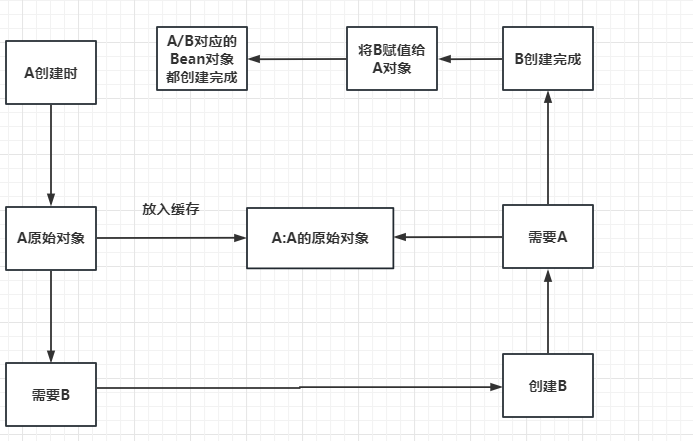 A创建时
A/B对应的
Bean对象
都创建完成
将B赋值给
A对象
B创建完成
放入缓存
A原始对象
A:A的原始对象
需要A
需要B
创建B